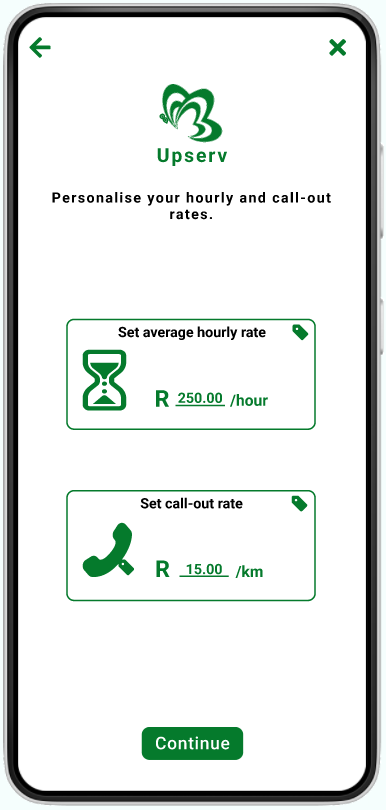 Upserv
Personalise your hourly and call-out
rates.
Set average hourly rate
R 250.00 /hour
Set call-out rate
R 15.00 /km
Continue